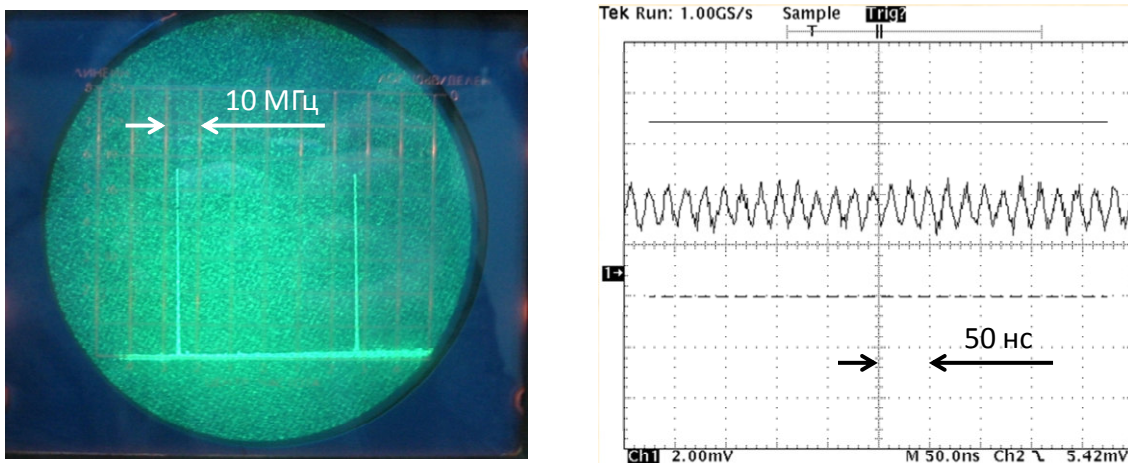 10 МГц
Tek Run: 1.00GS/s Sample Trig?
T
1→
50 нс
Ch1 2.00mV M 50.0ns Ch2 5.42mV